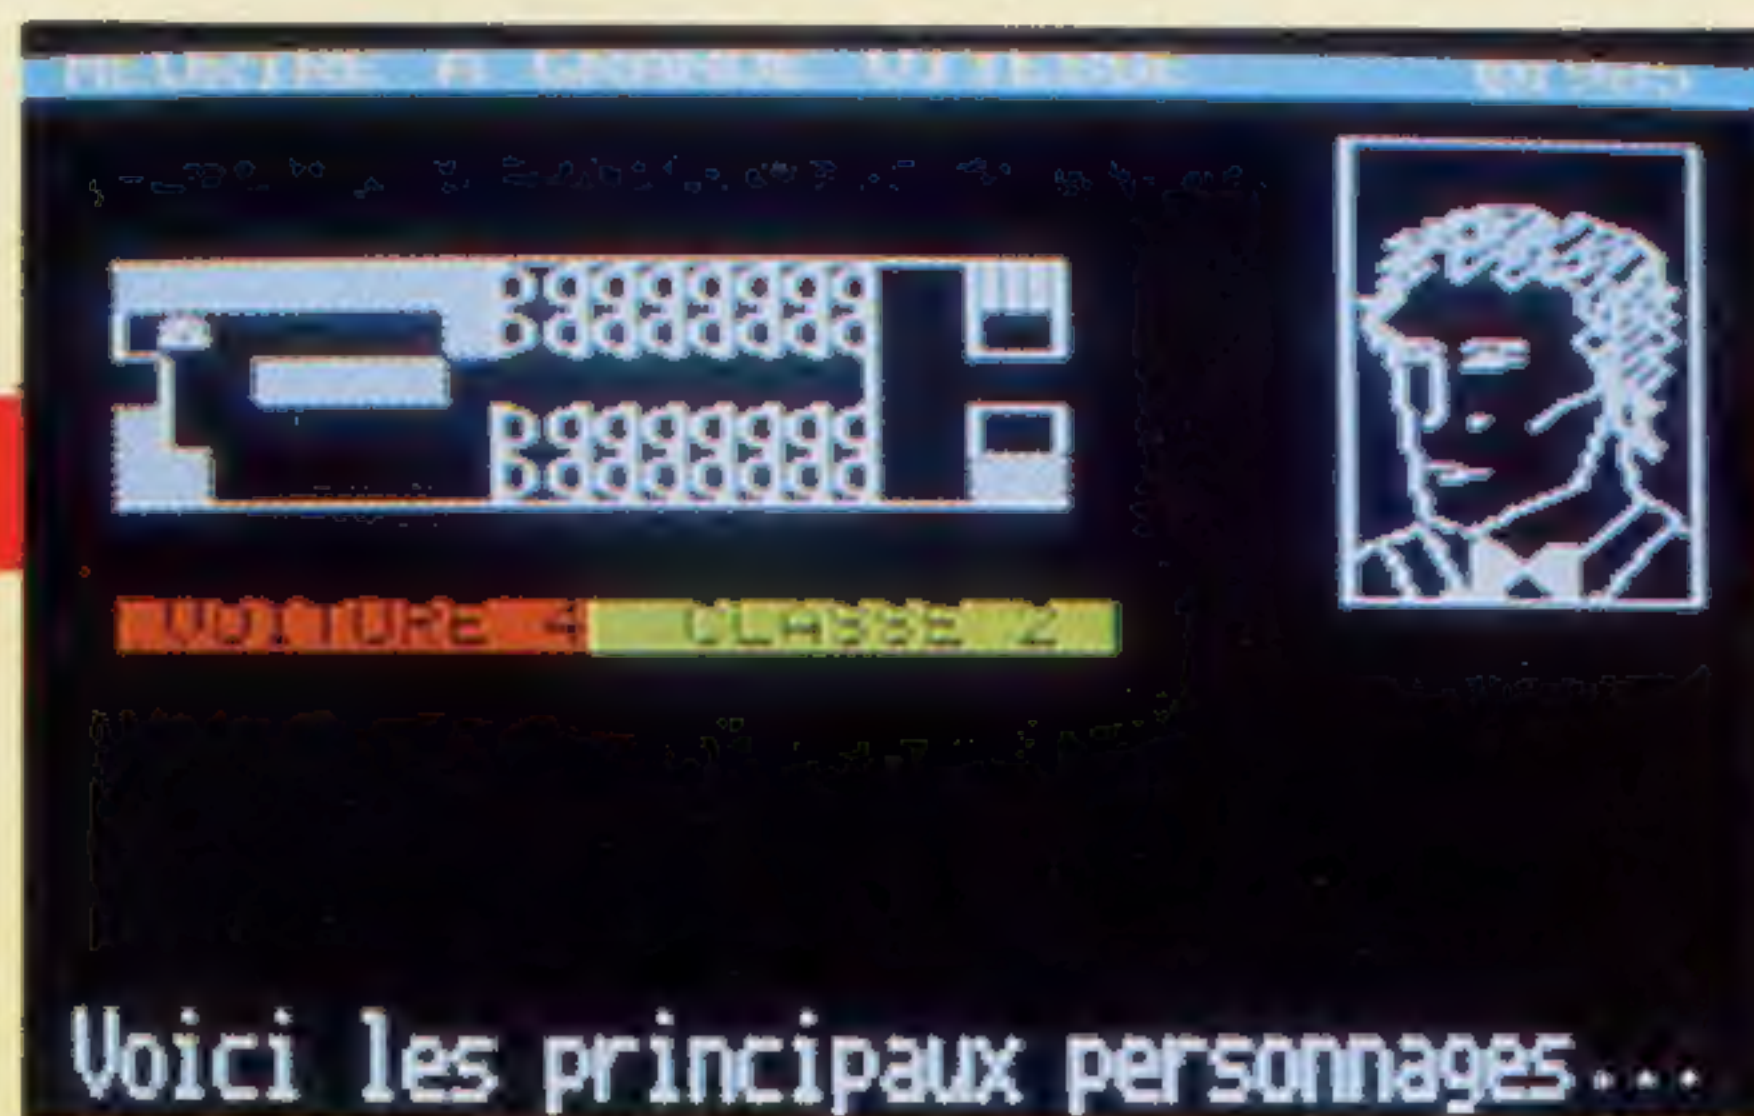 MEURTRE A GRANDE VITESSE
VOITURE 4 CLASSE 2
Voici les principaux personnages...